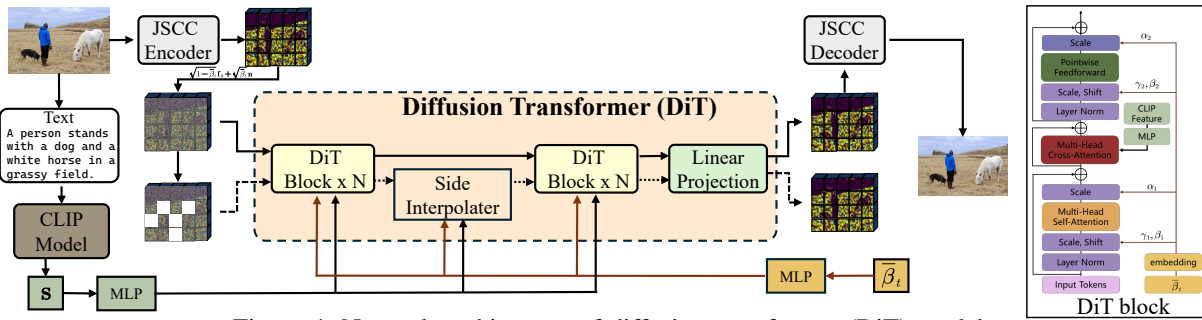 JSCC
Encoder
√1−β̄ₜ fₛ + √β̄ₜ n
Text
A person stands
with a dog and a
white horse in a
grassy field.
CLIP
Model
S
MLP
Diffusion Transformer (DiT)
DiT
Block x N
Side
Interpolater
DiT
Block x N
Linear
Projection
MLP
β̄ₜ
JSCC
Decoder
Scale
α₂
Pointwise
Feedforward
Scale, Shift
γ₂, β₂
Layer Norm
CLIP
Feature
MLP
Multi-Head
Cross-Attention
Scale
α₁
Multi-Head
Self-Attention
Scale, Shift
γ₁, β₁
Layer Norm
embedding
Input Tokens
β̄ₜ
DiT block